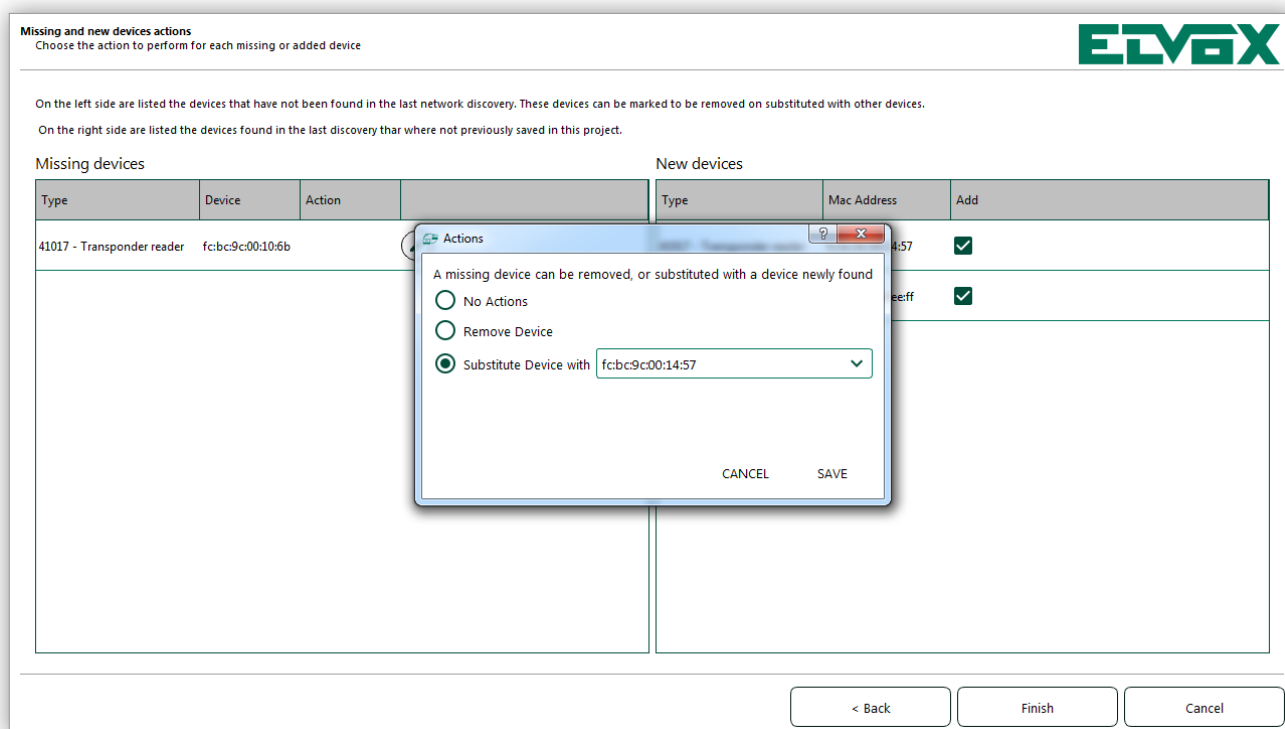 Missing and new devices actions
Choose the action to perform for each missing or added device
ELVOX
On the left side are listed the devices that have not been found in the last network discovery. These devices can be marked to be removed on substituted with other devices.
On the right side are listed the devices found in the last discovery thar where not previously saved in this project.
Missing devices
New devices
Type Device Action
Type Mac Address Add
41017 - Transponder reader fc:bc:9c:00:10:6b
4:57
ee:ff
Actions
?
A missing device can be removed, or substituted with a device newly found
No Actions
Remove Device
Substitute Device with fc:bc:9c:00:14:57
CANCEL SAVE
< Back Finish Cancel